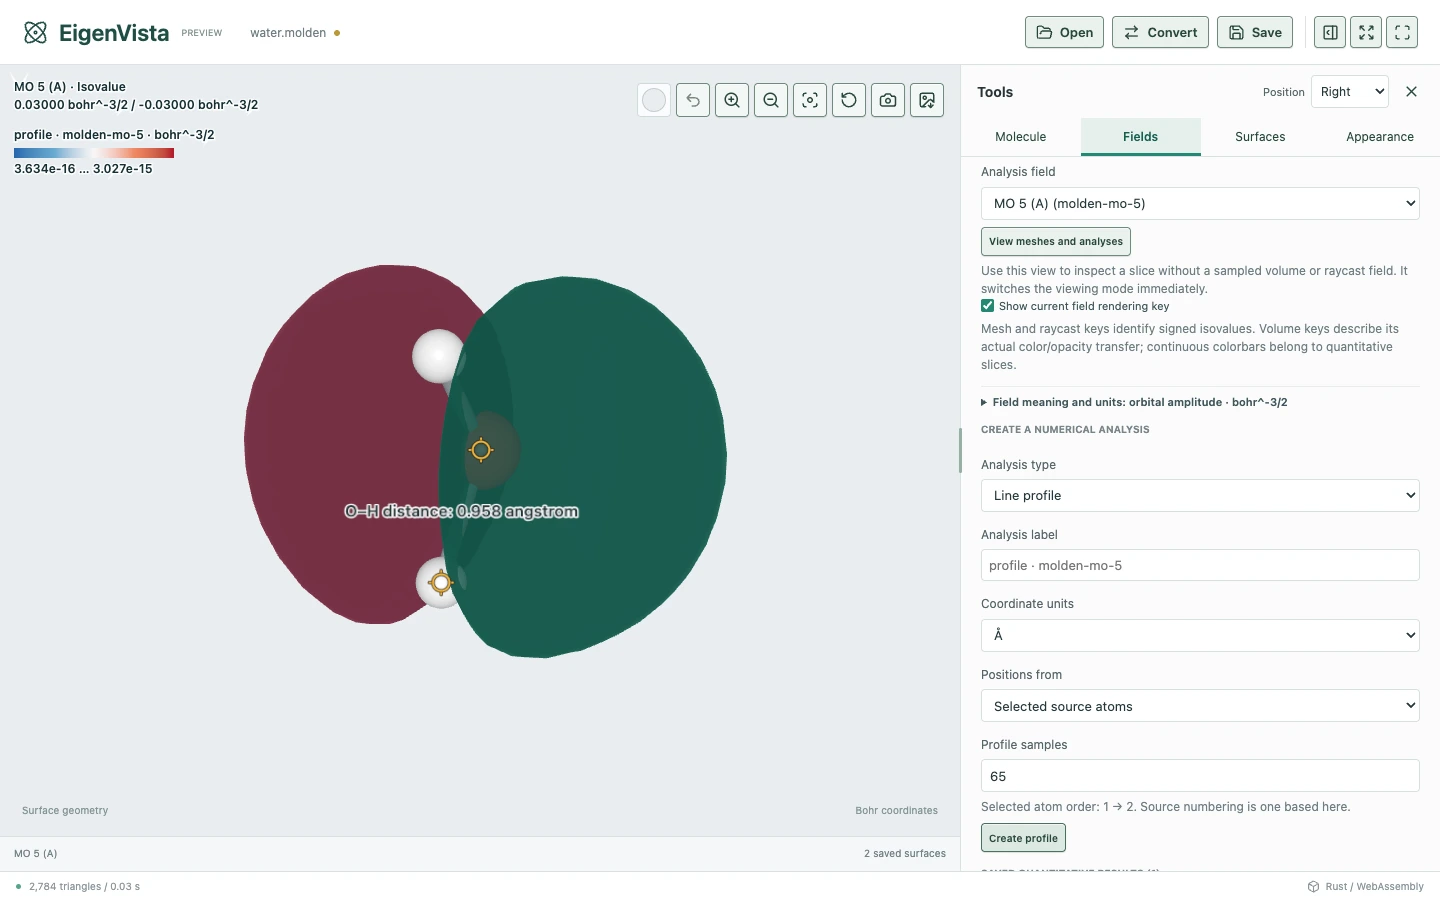 EigenVista PREVIEW water.molden
Open Convert Save
MO 5 (A) · Isovalue
0.03000 bohr^-3/2 / -0.03000 bohr^-3/2
profile · molden-mo-5 · bohr^-3/2
3.634e-16 ... 3.027e-15
O–H distance: 0.958 angstrom
Surface geometry
Bohr coordinates
MO 5 (A)
2 saved surfaces
Tools
Position Right
Molecule Fields Surfaces Appearance
Analysis field
MO 5 (A) (molden-mo-5)
View meshes and analyses
Use this view to inspect a slice without a sampled volume or raycast field. It
switches the viewing mode immediately.
Show current field rendering key
Mesh and raycast keys identify signed isovalues. Volume keys describe its
actual color/opacity transfer; continuous colorbars belong to quantitative
slices.
Field meaning and units: orbital amplitude · bohr^-3/2
CREATE A NUMERICAL ANALYSIS
Analysis type
Line profile
Analysis label
profile · molden-mo-5
Coordinate units
Å
Positions from
Selected source atoms
Profile samples
65
Selected atom order: 1 → 2. Source numbering is one based here.
Create profile
SAVED QUANTITATIVE RESULTS (1)
2,784 triangles / 0.03 s
Rust / WebAssembly